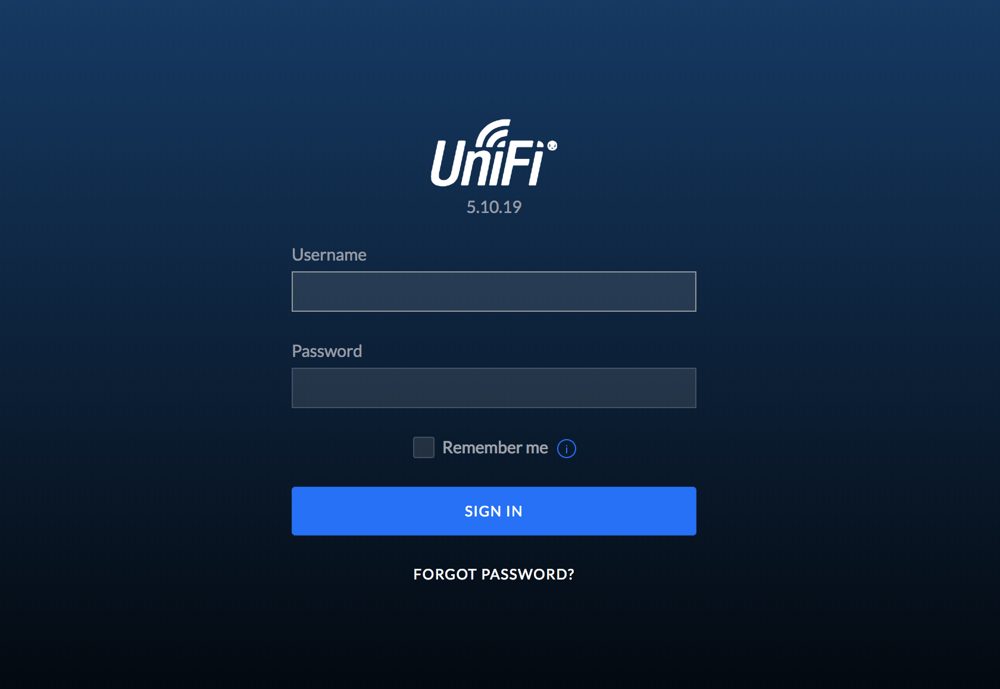 UniFi
5.10.19
Username
Password
Remember me
SIGN IN
FORGOT PASSWORD?